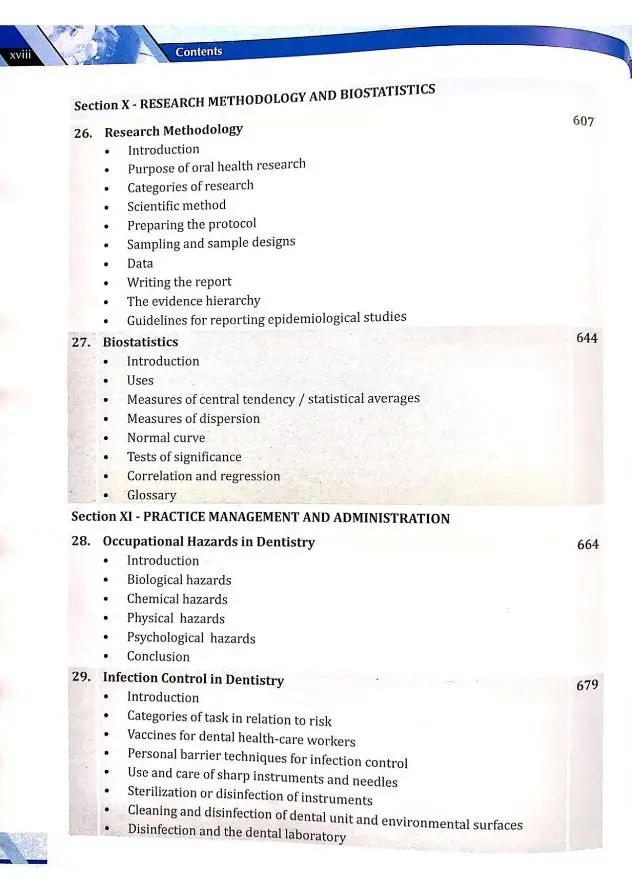 xviii
Contents
Section X - RESEARCH METHODOLOGY AND BIOSTATISTICS
26. Research Methodology 607
• Introduction
• Purpose of oral health research
• Categories of research
• Scientific method
• Preparing the protocol
• Sampling and sample designs
• Data
• Writing the report
• The evidence hierarchy
• Guidelines for reporting epidemiological studies
27. Biostatistics 644
• Introduction
• Uses
• Measures of central tendency / statistical averages
• Measures of dispersion
• Normal curve
• Tests of significance
• Correlation and regression
• Glossary
Section XI - PRACTICE MANAGEMENT AND ADMINISTRATION
28. Occupational Hazards in Dentistry 664
• Introduction
• Biological hazards
• Chemical hazards
• Physical hazards
• Psychological hazards
• Conclusion
29. Infection Control in Dentistry 679
• Introduction
• Categories of task in relation to risk
• Vaccines for dental health-care workers
• Personal barrier techniques for infection control
• Use and care of sharp instruments and needles
• Sterilization or disinfection of instruments
• Cleaning and disinfection of dental unit and environmental surfaces
• Disinfection and the dental laboratory